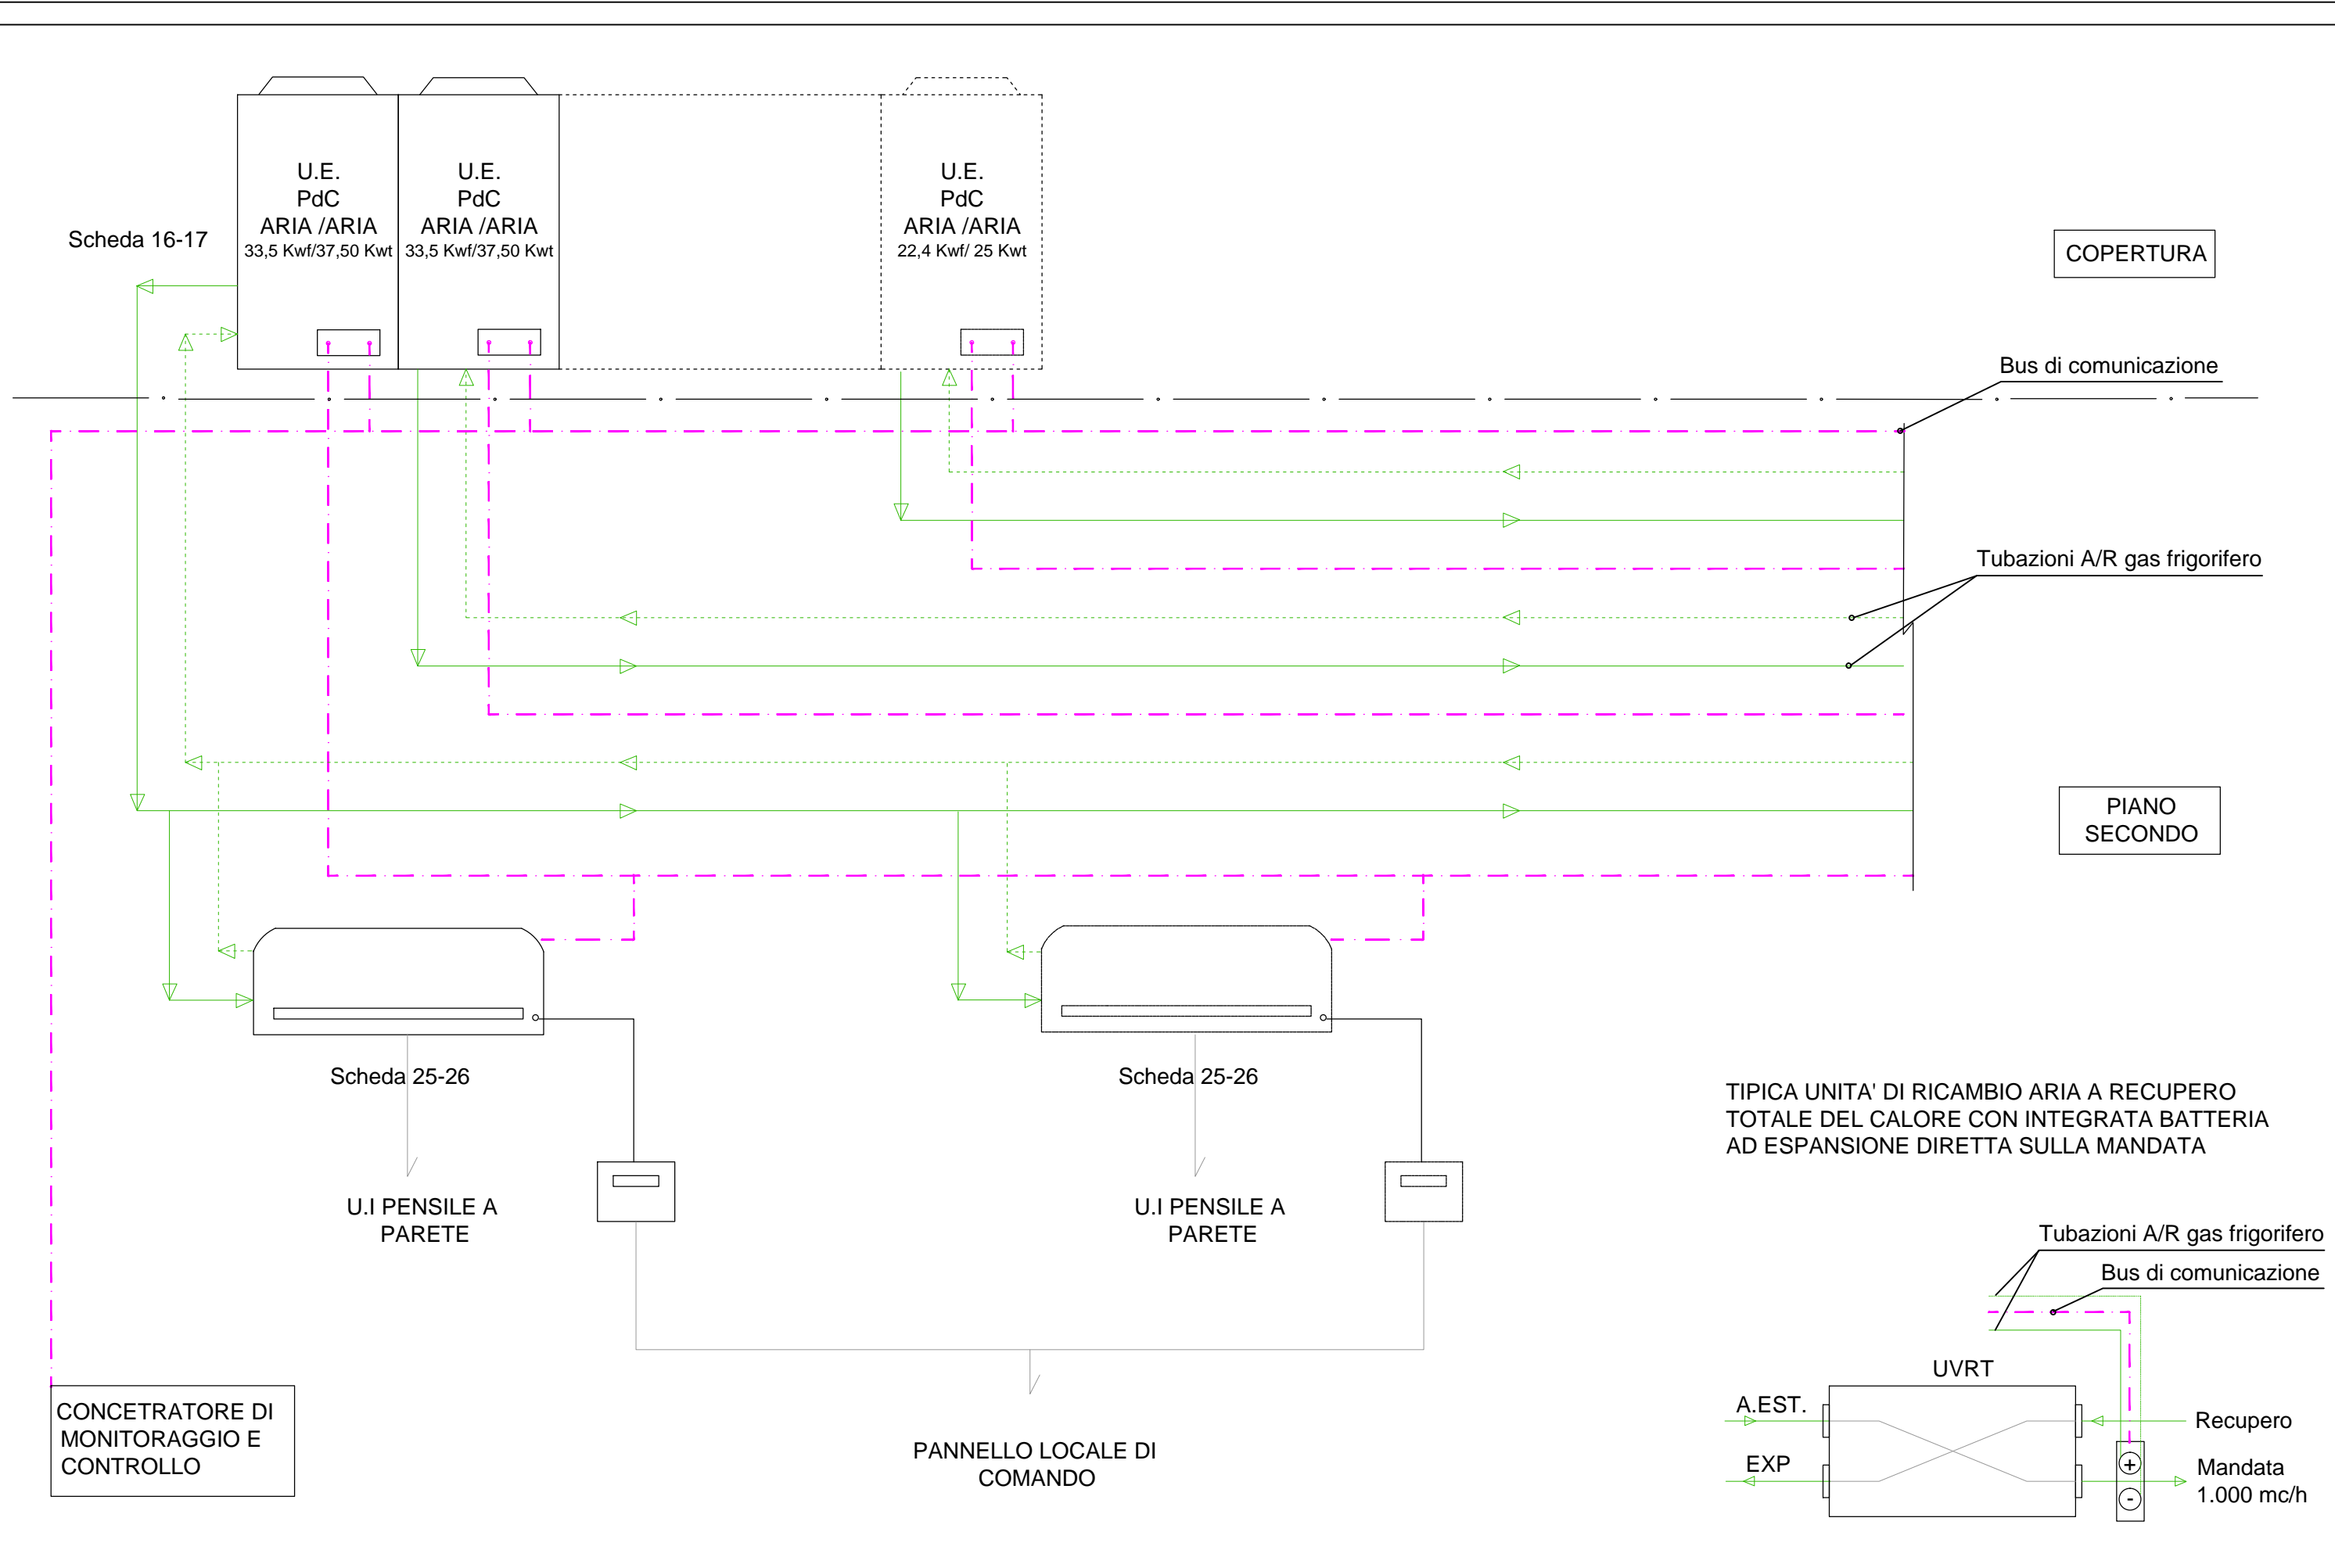 U.E.
PdC
ARIA /ARIA
33,5 Kwf/37,50 Kwt
U.E.
PdC
ARIA /ARIA
33,5 Kwf/37,50 Kwt
U.E.
PdC
ARIA /ARIA
22,4 Kwf/ 25 Kwt
Scheda 16-17
COPERTURA
Bus di comunicazione
Tubazioni A/R gas frigorifero
PIANO
SECONDO
Scheda 25-26
Scheda 25-26
U.I PENSILE A
PARETE
U.I PENSILE A
PARETE
TIPICA UNITA' DI RICAMBIO ARIA A RECUPERO
TOTALE DEL CALORE CON INTEGRATA BATTERIA
AD ESPANSIONE DIRETTA SULLA MANDATA
Tubazioni A/R gas frigorifero
Bus di comunicazione
UVRT
A.EST.
Recupero
EXP
+
-
Mandata
1.000 mc/h
CONCETRATORE DI
MONITORAGGIO E
CONTROLLO
PANNELLO LOCALE DI
COMANDO